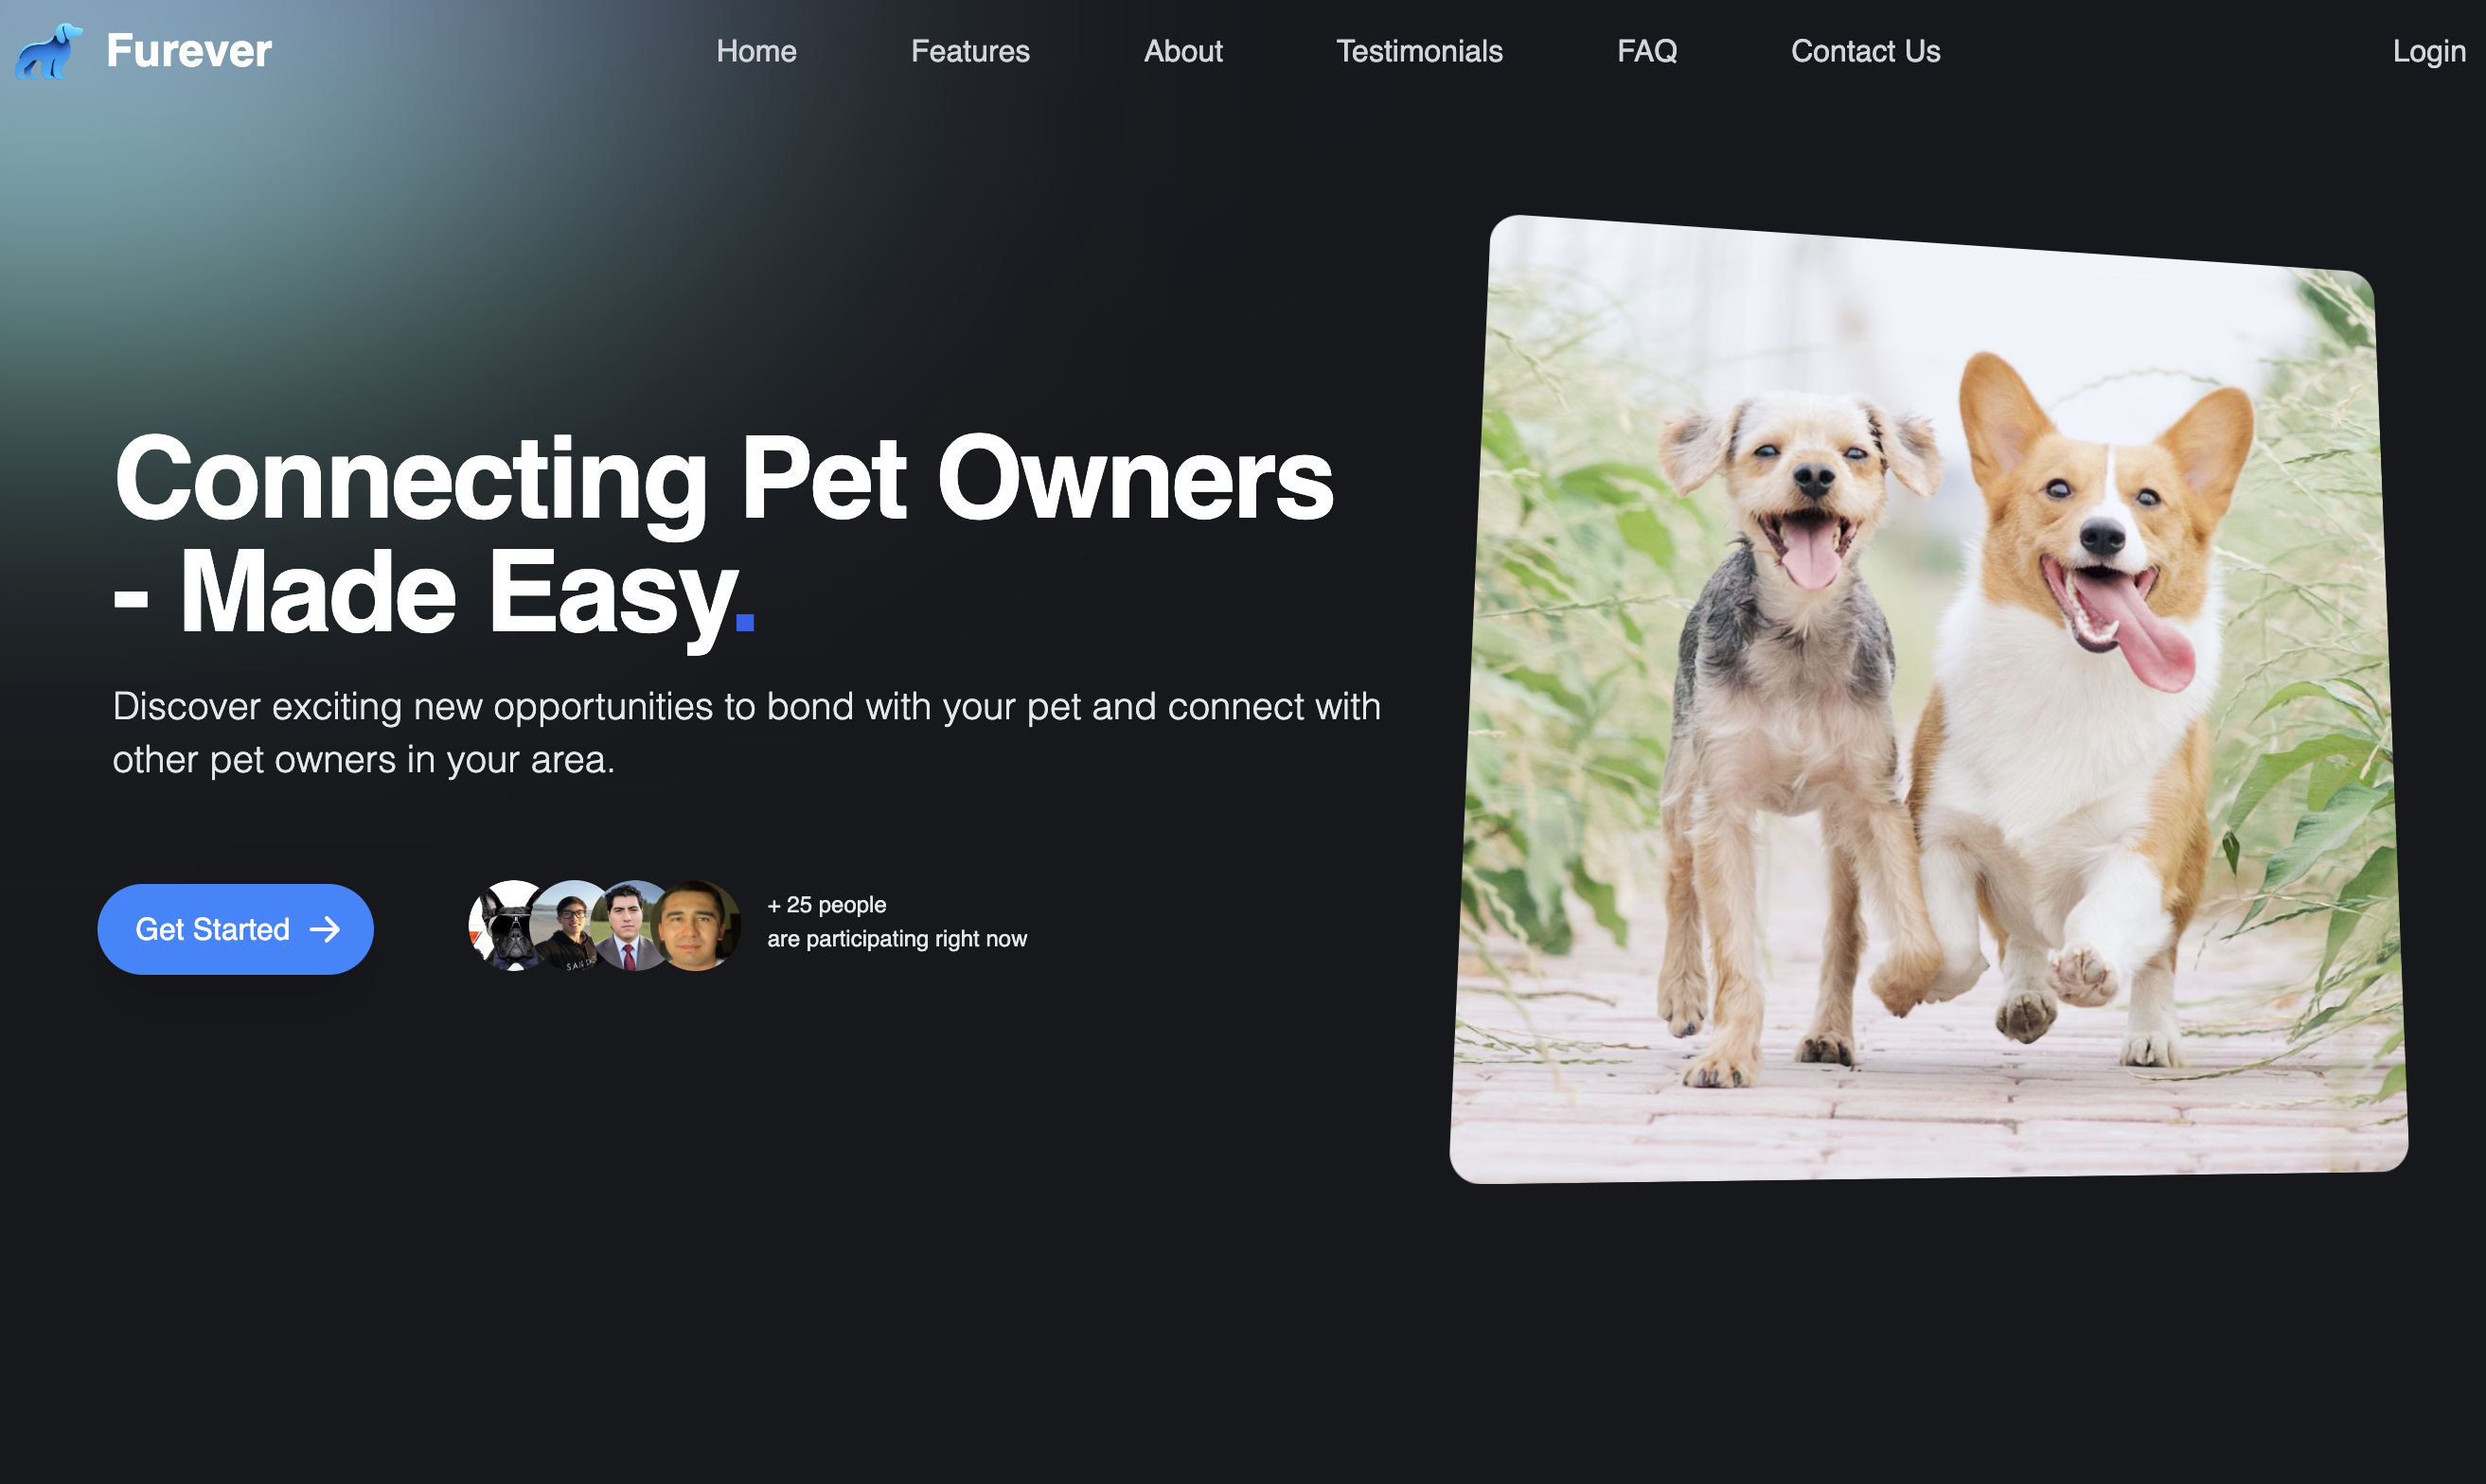 Furever
Home
Features
About
Testimonials
FAQ
Contact Us
Login
Connecting Pet Owners
- Made Easy.
Discover exciting new opportunities to bond with your pet and connect with
other pet owners in your area.
Get Started
+ 25 people
are participating right now